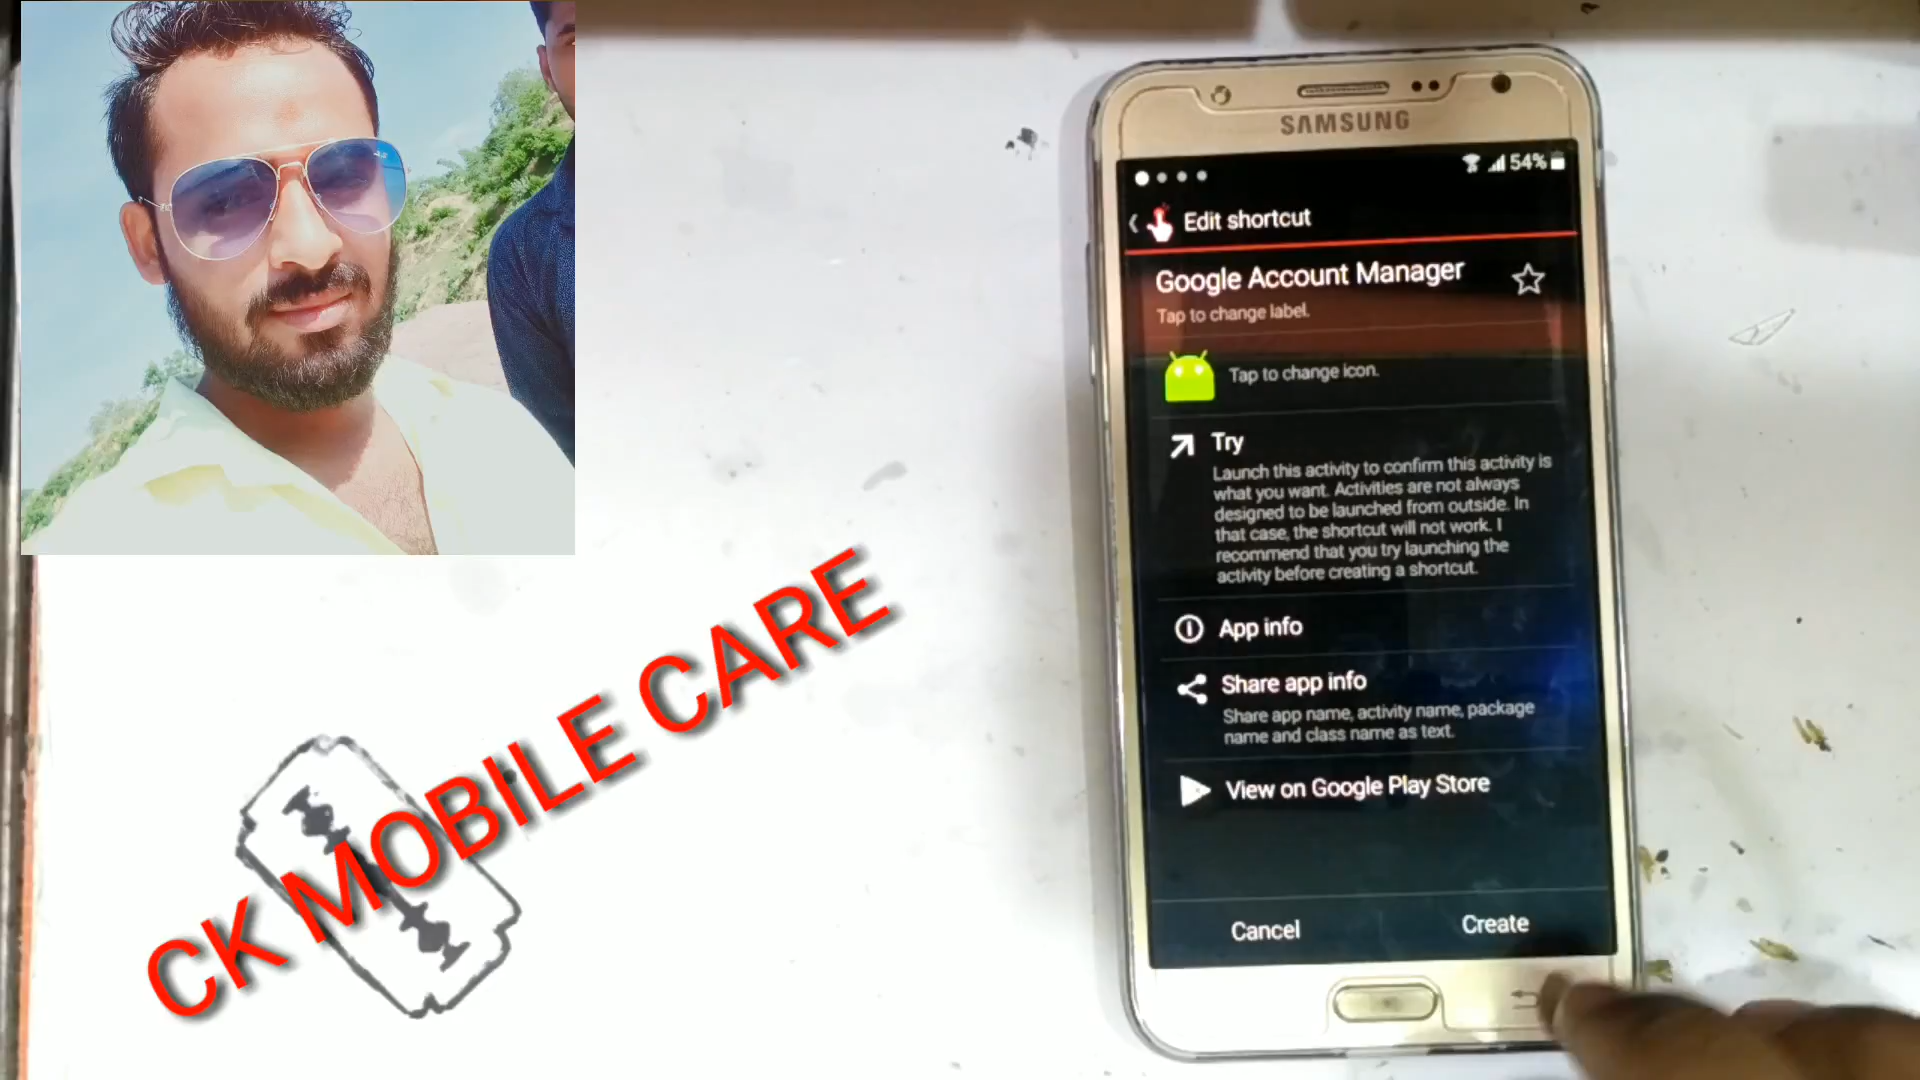 SAMSUNG
54%
Edit shortcut
Google Account Manager
Tap to change label.
Tap to change icon.
Try
Launch this activity to confirm this activity is
what you want. Activities are not always
designed to be launched from outside. In
that case, the shortcut will not work. I
recommend that you try launching the
activity before creating a shortcut.
App info
Share app info
Share app name, activity name, package
name and class name as text.
View on Google Play Store
Cancel
Create
CK MOBILE CARE